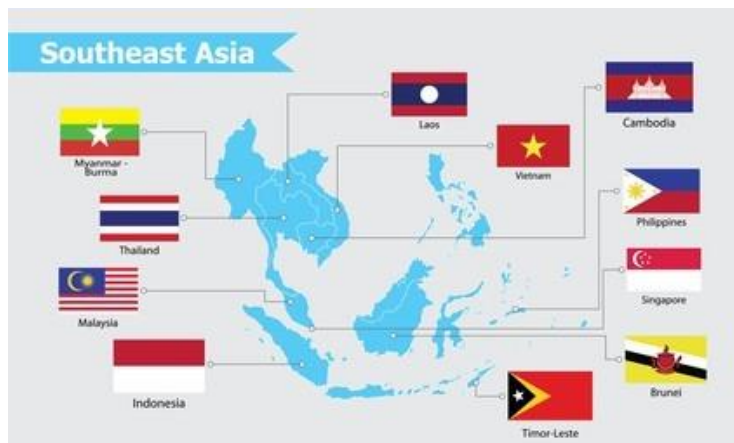 Southeast Asia
Laos
Cambodia
Myanmar -
Burma
Vietnam
Philippines
Thailand
Singapore
Malaysia
Brunei
Indonesia
Timor-Leste